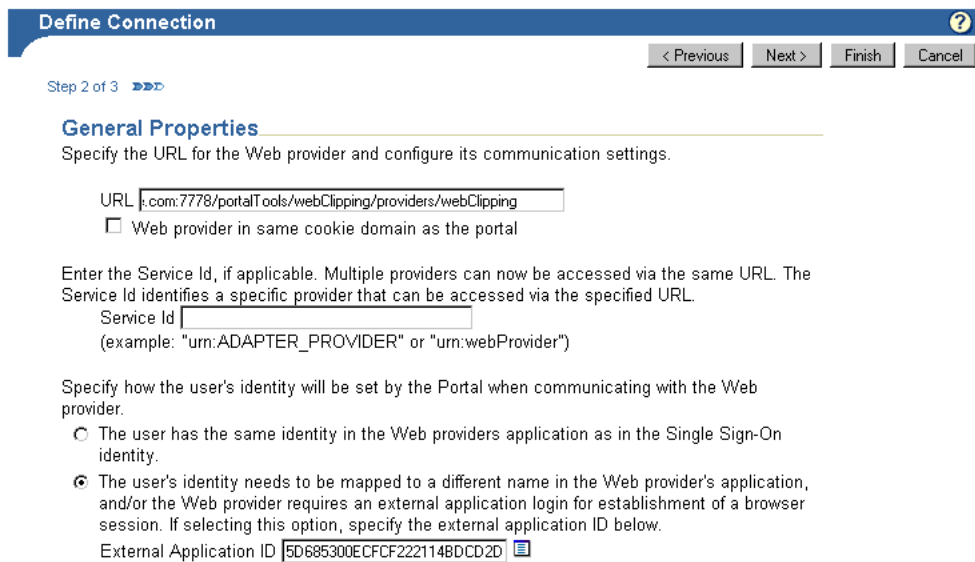 Define Connection
?
< Previous Next > Finish Cancel
Step 2 of 3
General Properties
Specify the URL for the Web provider and configure its communication settings.
URL .com:7778/portalTools/webClipping/providers/webClipping
Web provider in same cookie domain as the portal
Enter the Service Id, if applicable. Multiple providers can now be accessed via the same URL. The
Service Id identifies a specific provider that can be accessed via the specified URL.
Service Id
(example: "urn:ADAPTER_PROVIDER" or "urn:webProvider")
Specify how the user's identity will be set by the Portal when communicating with the Web
provider.
The user has the same identity in the Web providers application as in the Single Sign-On
identity.
The user's identity needs to be mapped to a different name in the Web provider's application,
and/or the Web provider requires an external application login for establishment of a browser
session. If selecting this option, specify the external application ID below.
External Application ID 5D685300ECFCF222114BDCD2D